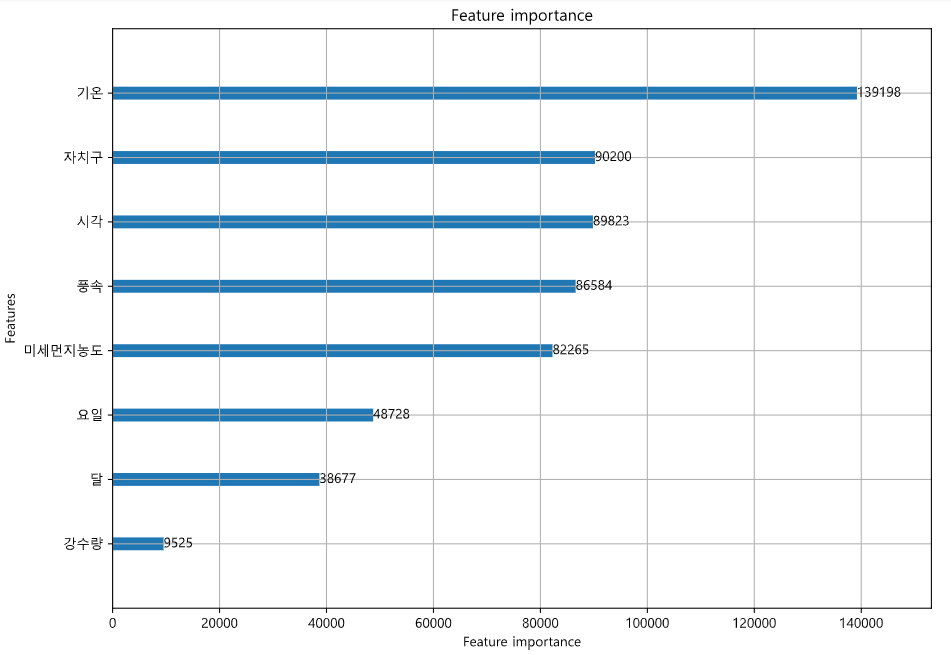 Feature importance
기온 139198
자치구 90200
시각 89823
풍속 86584
미세먼지농도 82265
요일 48728
달 38677
강수량 9525
Features
0 20000 40000 60000 80000 100000 120000 140000
Feature importance